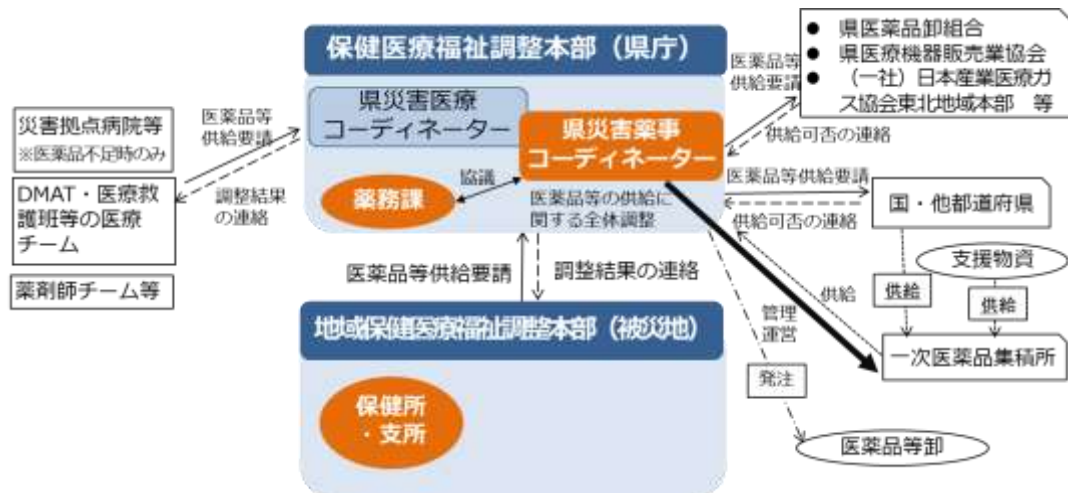 保健医療福祉調整本部（県庁）
県災害医療
コーディネーター
県災害薬事
コーディネーター
薬務課
協議
医薬品等の供給に
関する全体調整
災害拠点病院等
※医薬品不足時のみ
DMAT・医療救
護班等の医療
チーム
薬剤師チーム等
医薬品等
供給要請
調整結果
の連絡
医薬品等
供給要請
● 県医薬品卸組合
● 県医療機器販売業協会
● （一社）日本産業医療ガ
ス協会東北地域本部 等
供給可否の連絡
医薬品等供給要請
供給可否の連絡
国・他都道府県
支援物資
供給
供給
供給
一次医薬品集積所
管理
運営
発注
医薬品等卸
医薬品等供給要請
調整結果の連絡
地域保健医療福祉調整本部（被災地）
保健所
・支所